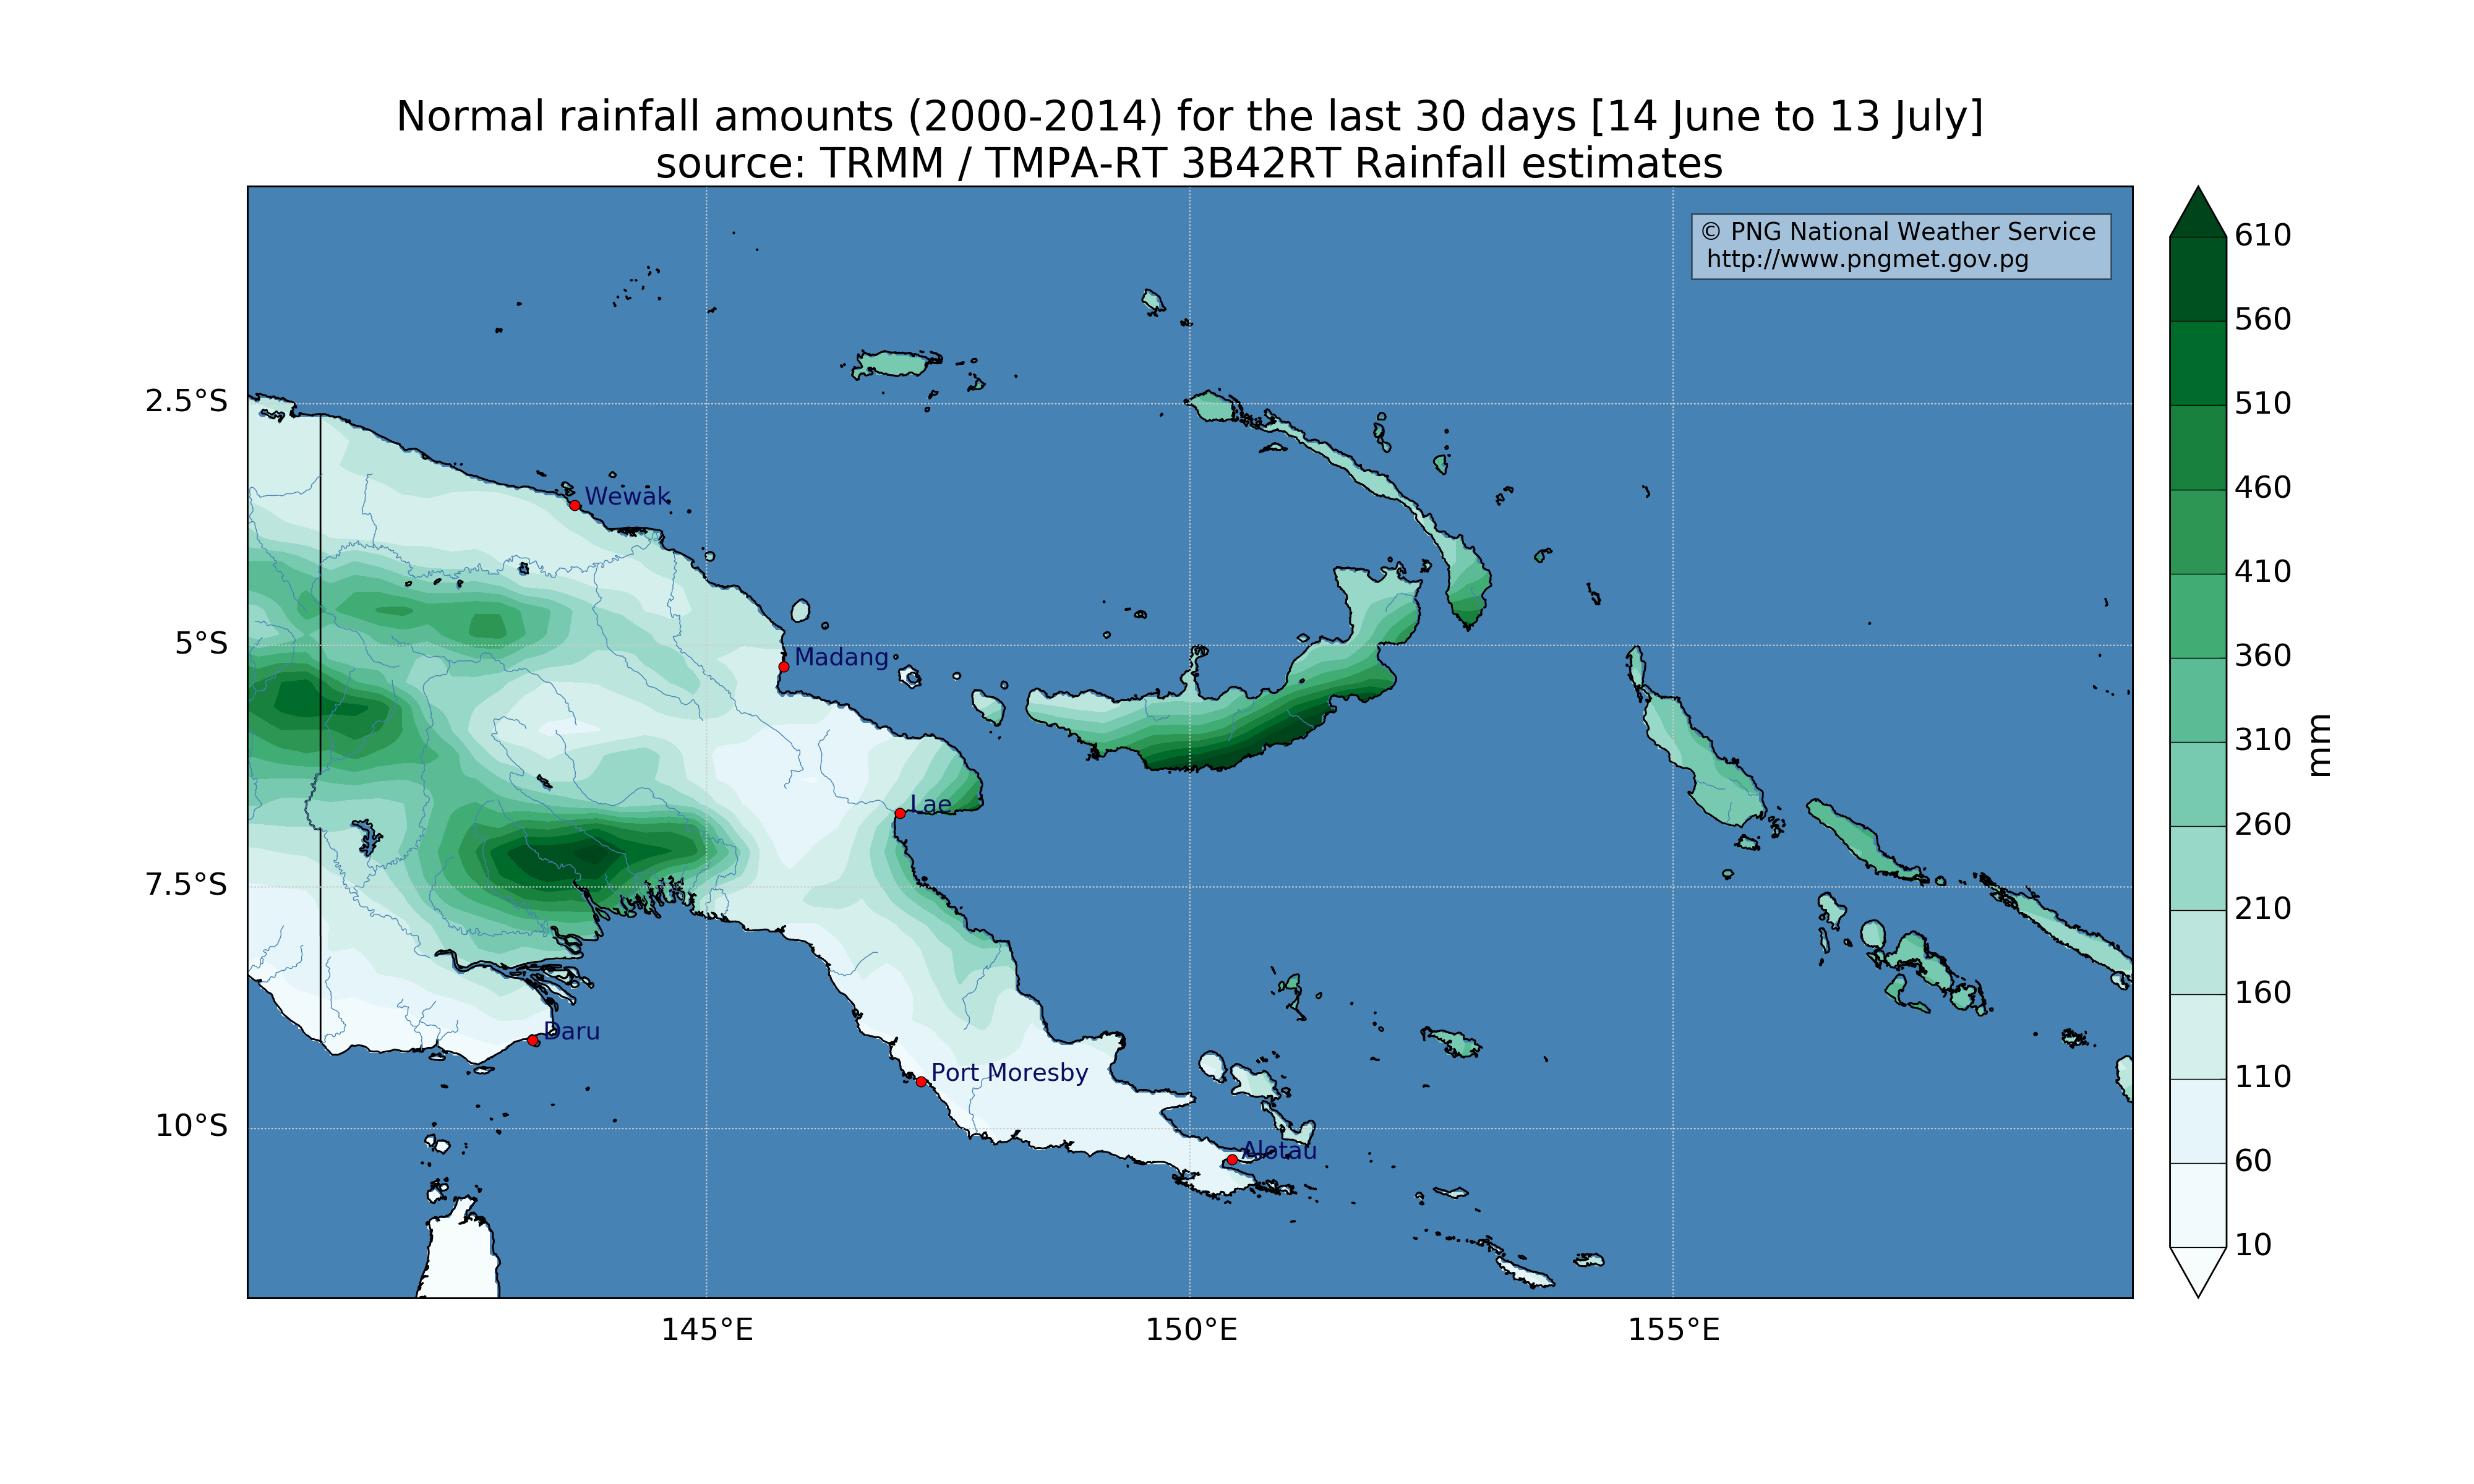 Normal rainfall amounts (2000-2014) for the last 30 days [14 June to 13 July]
source: TRMM / TMPA-RT 3B42RT Rainfall estimates
© PNG National Weather Service
http://www.pngmet.gov.pg
2.5°S
5°S
7.5°S
10°S
145°E
150°E
155°E
Wewak
Madang
Lae
Daru
Port Moresby
Alotau
610
560
510
460
410
360
310
260
210
160
110
60
10
mm